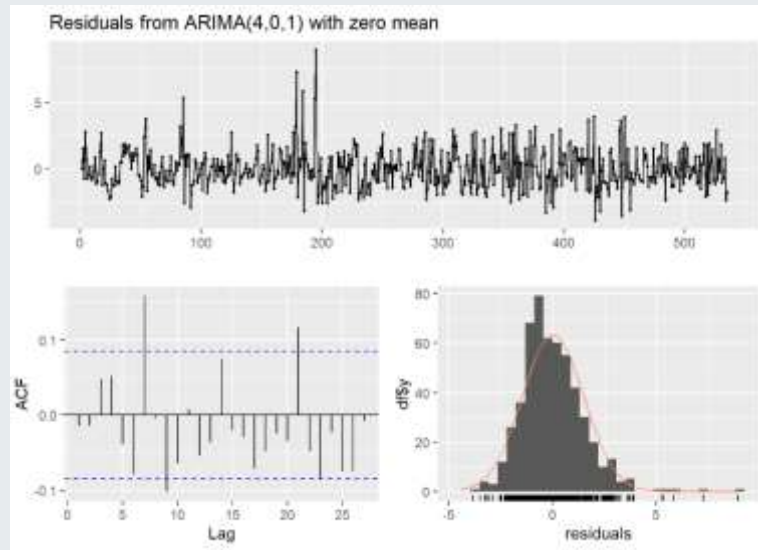 Residuals from ARIMA(4,0,1) with zero mean
5
0
0 100 200 300 400 500
ACF
0.1
0.0
-0.1
0 5 10 15 20 25
Lag
df$y
80
60
40
20
0
-5 0 5
residuals